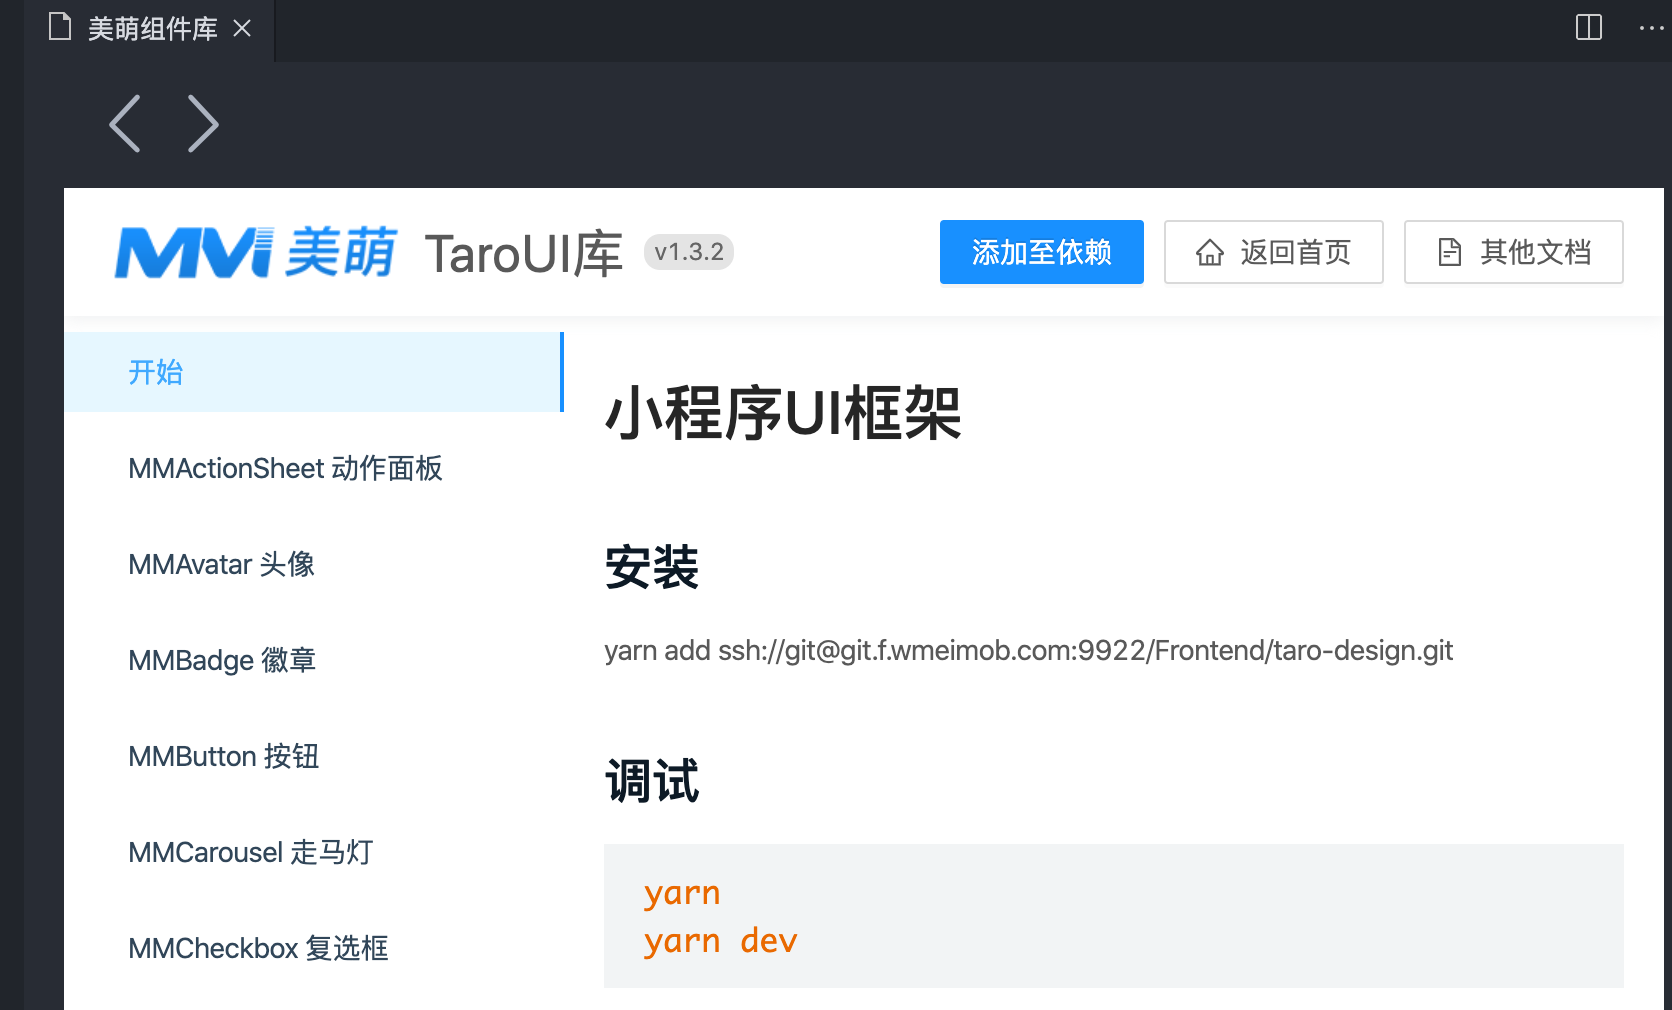 美萌组件库
MVi 美萌 TaroUI库 v1.3.2
添加至依赖 返回首页 其他文档
开始
MMActionSheet 动作面板
MMAvatar 头像
MMBadge 徽章
MMButton 按钮
MMCarousel 走马灯
MMCheckbox 复选框
小程序UI框架
安装
yarn add ssh://git@git.f.wmeimob.com:9922/Frontend/taro-design.git
调试
yarn
yarn dev